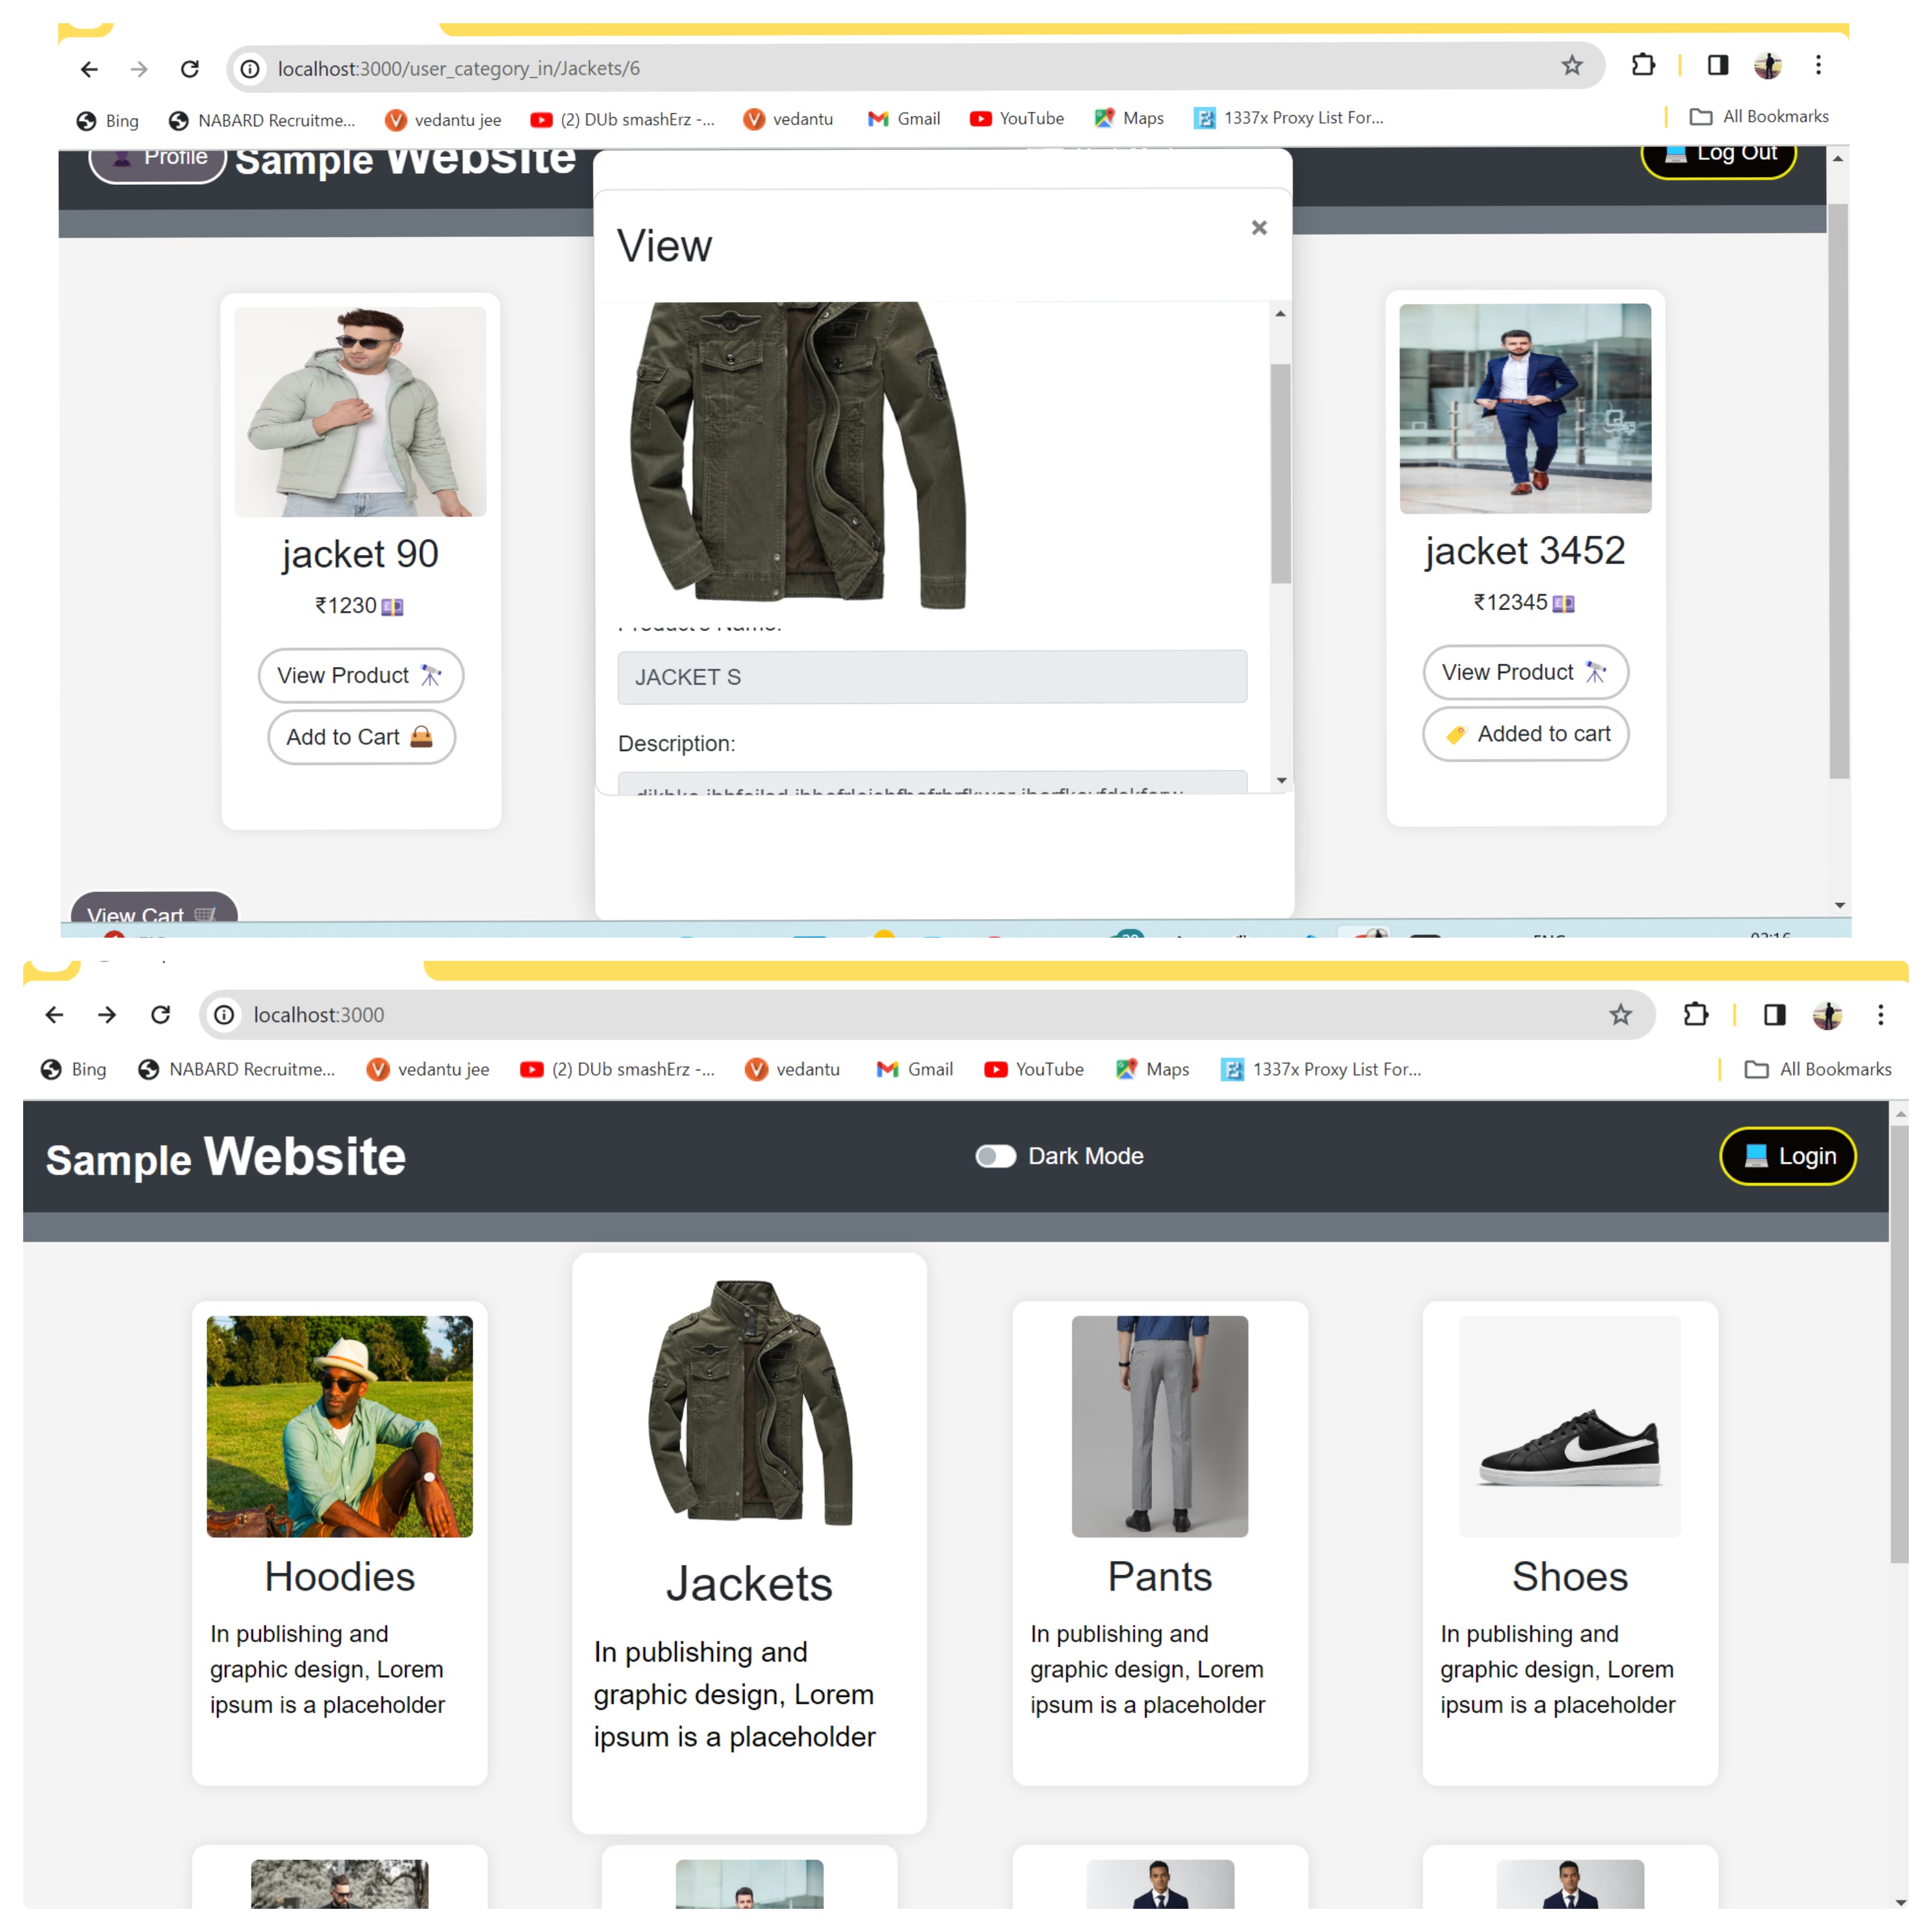 localhost:3000/user_category_in/Jackets/6
Bing NABARD Recruitme... vedantu jee (2) DUb smashErz -... vedantu Gmail YouTube Maps 1337x Proxy List For... All Bookmarks
Profile Sample Website Log Out
View ×
jacket 90
₹1230
View Product
Add to Cart
Product's Name:
JACKET S
Description:
jacket 3452
₹12345
View Product
Added to cart
View Cart
localhost:3000
Bing NABARD Recruitme... vedantu jee (2) DUb smashErz -... vedantu Gmail YouTube Maps 1337x Proxy List For... All Bookmarks
Sample Website Dark Mode Login
Hoodies
In publishing and
graphic design, Lorem
ipsum is a placeholder
Jackets
In publishing and
graphic design, Lorem
ipsum is a placeholder
Pants
In publishing and
graphic design, Lorem
ipsum is a placeholder
Shoes
In publishing and
graphic design, Lorem
ipsum is a placeholder